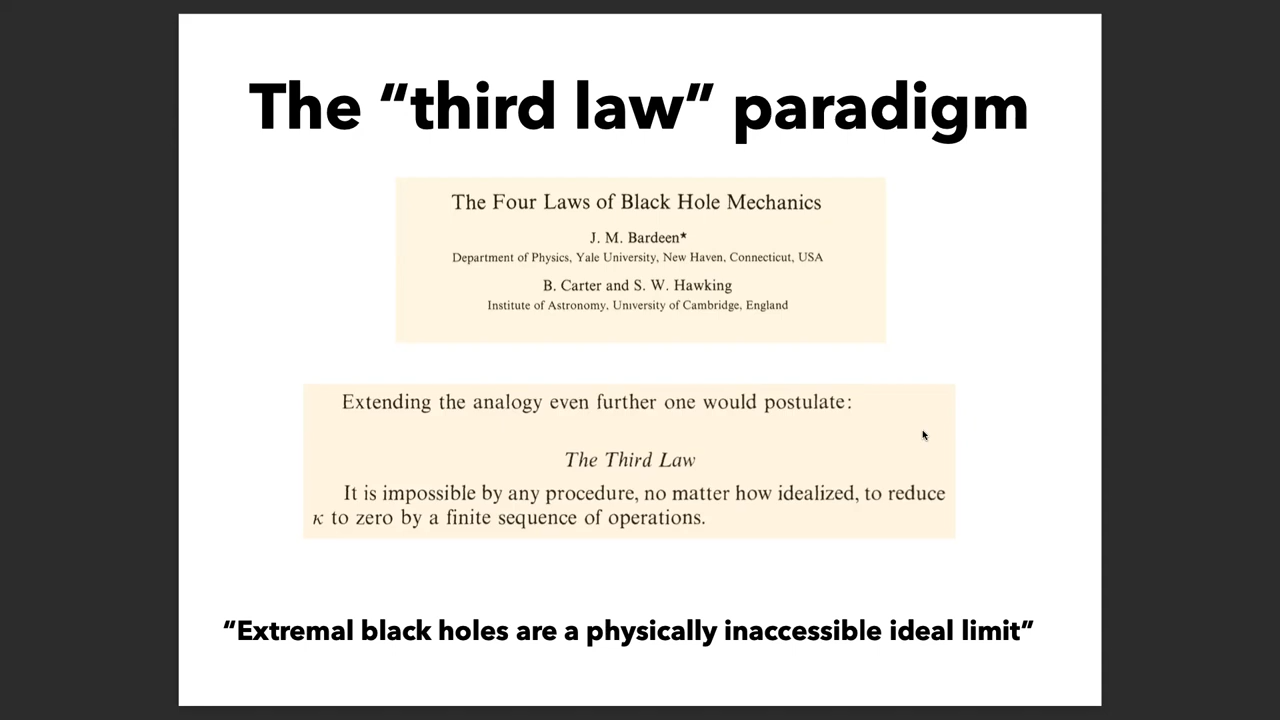 The “third law” paradigm
The Four Laws of Black Hole Mechanics
J. M. Bardeen*
Department of Physics, Yale University, New Haven, Connecticut, USA
B. Carter and S. W. Hawking
Institute of Astronomy, University of Cambridge, England
Extending the analogy even further one would postulate:
The Third Law
It is impossible by any procedure, no matter how idealized, to reduce
κ to zero by a finite sequence of operations.
“Extremal black holes are a physically inaccessible ideal limit”